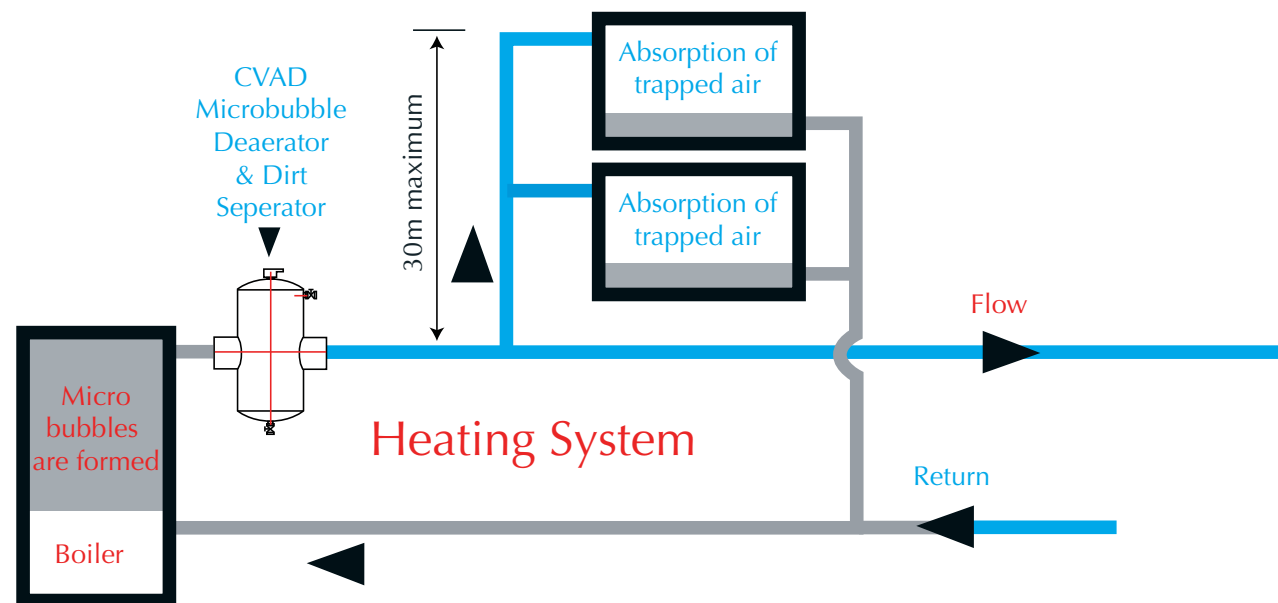 CVAD
Microbubble
Deaerator
& Dirt
Seperator
30m maximum
Absorption of
trapped air
Absorption of
trapped air
Flow
Micro
bubbles
are formed
Heating System
Return
Boiler